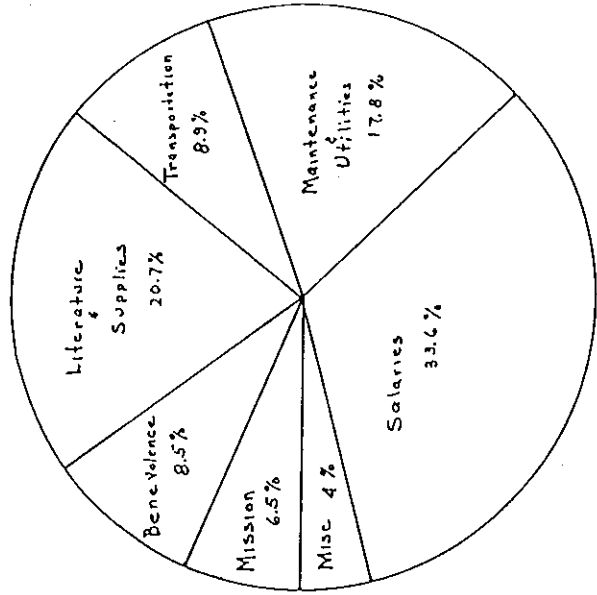 Transportation
8.9%
Maintenance
&
Utilities
17.8%
Literature
&
Supplies
20.7%
Benevolence
8.5%
Mission
6.5%
Misc 4%
Salaries
33.6%